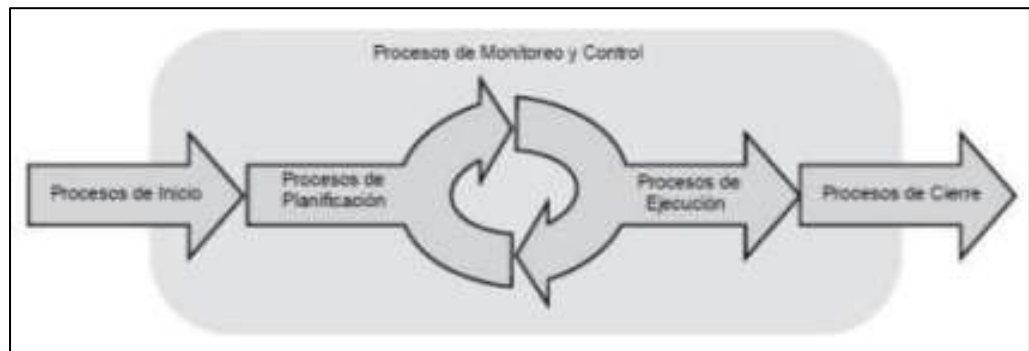 Procesos de Monitoreo y Control
Procesos de Inicio
Procesos de
Planificación
Procesos de
Ejecución
Procesos de Cierre